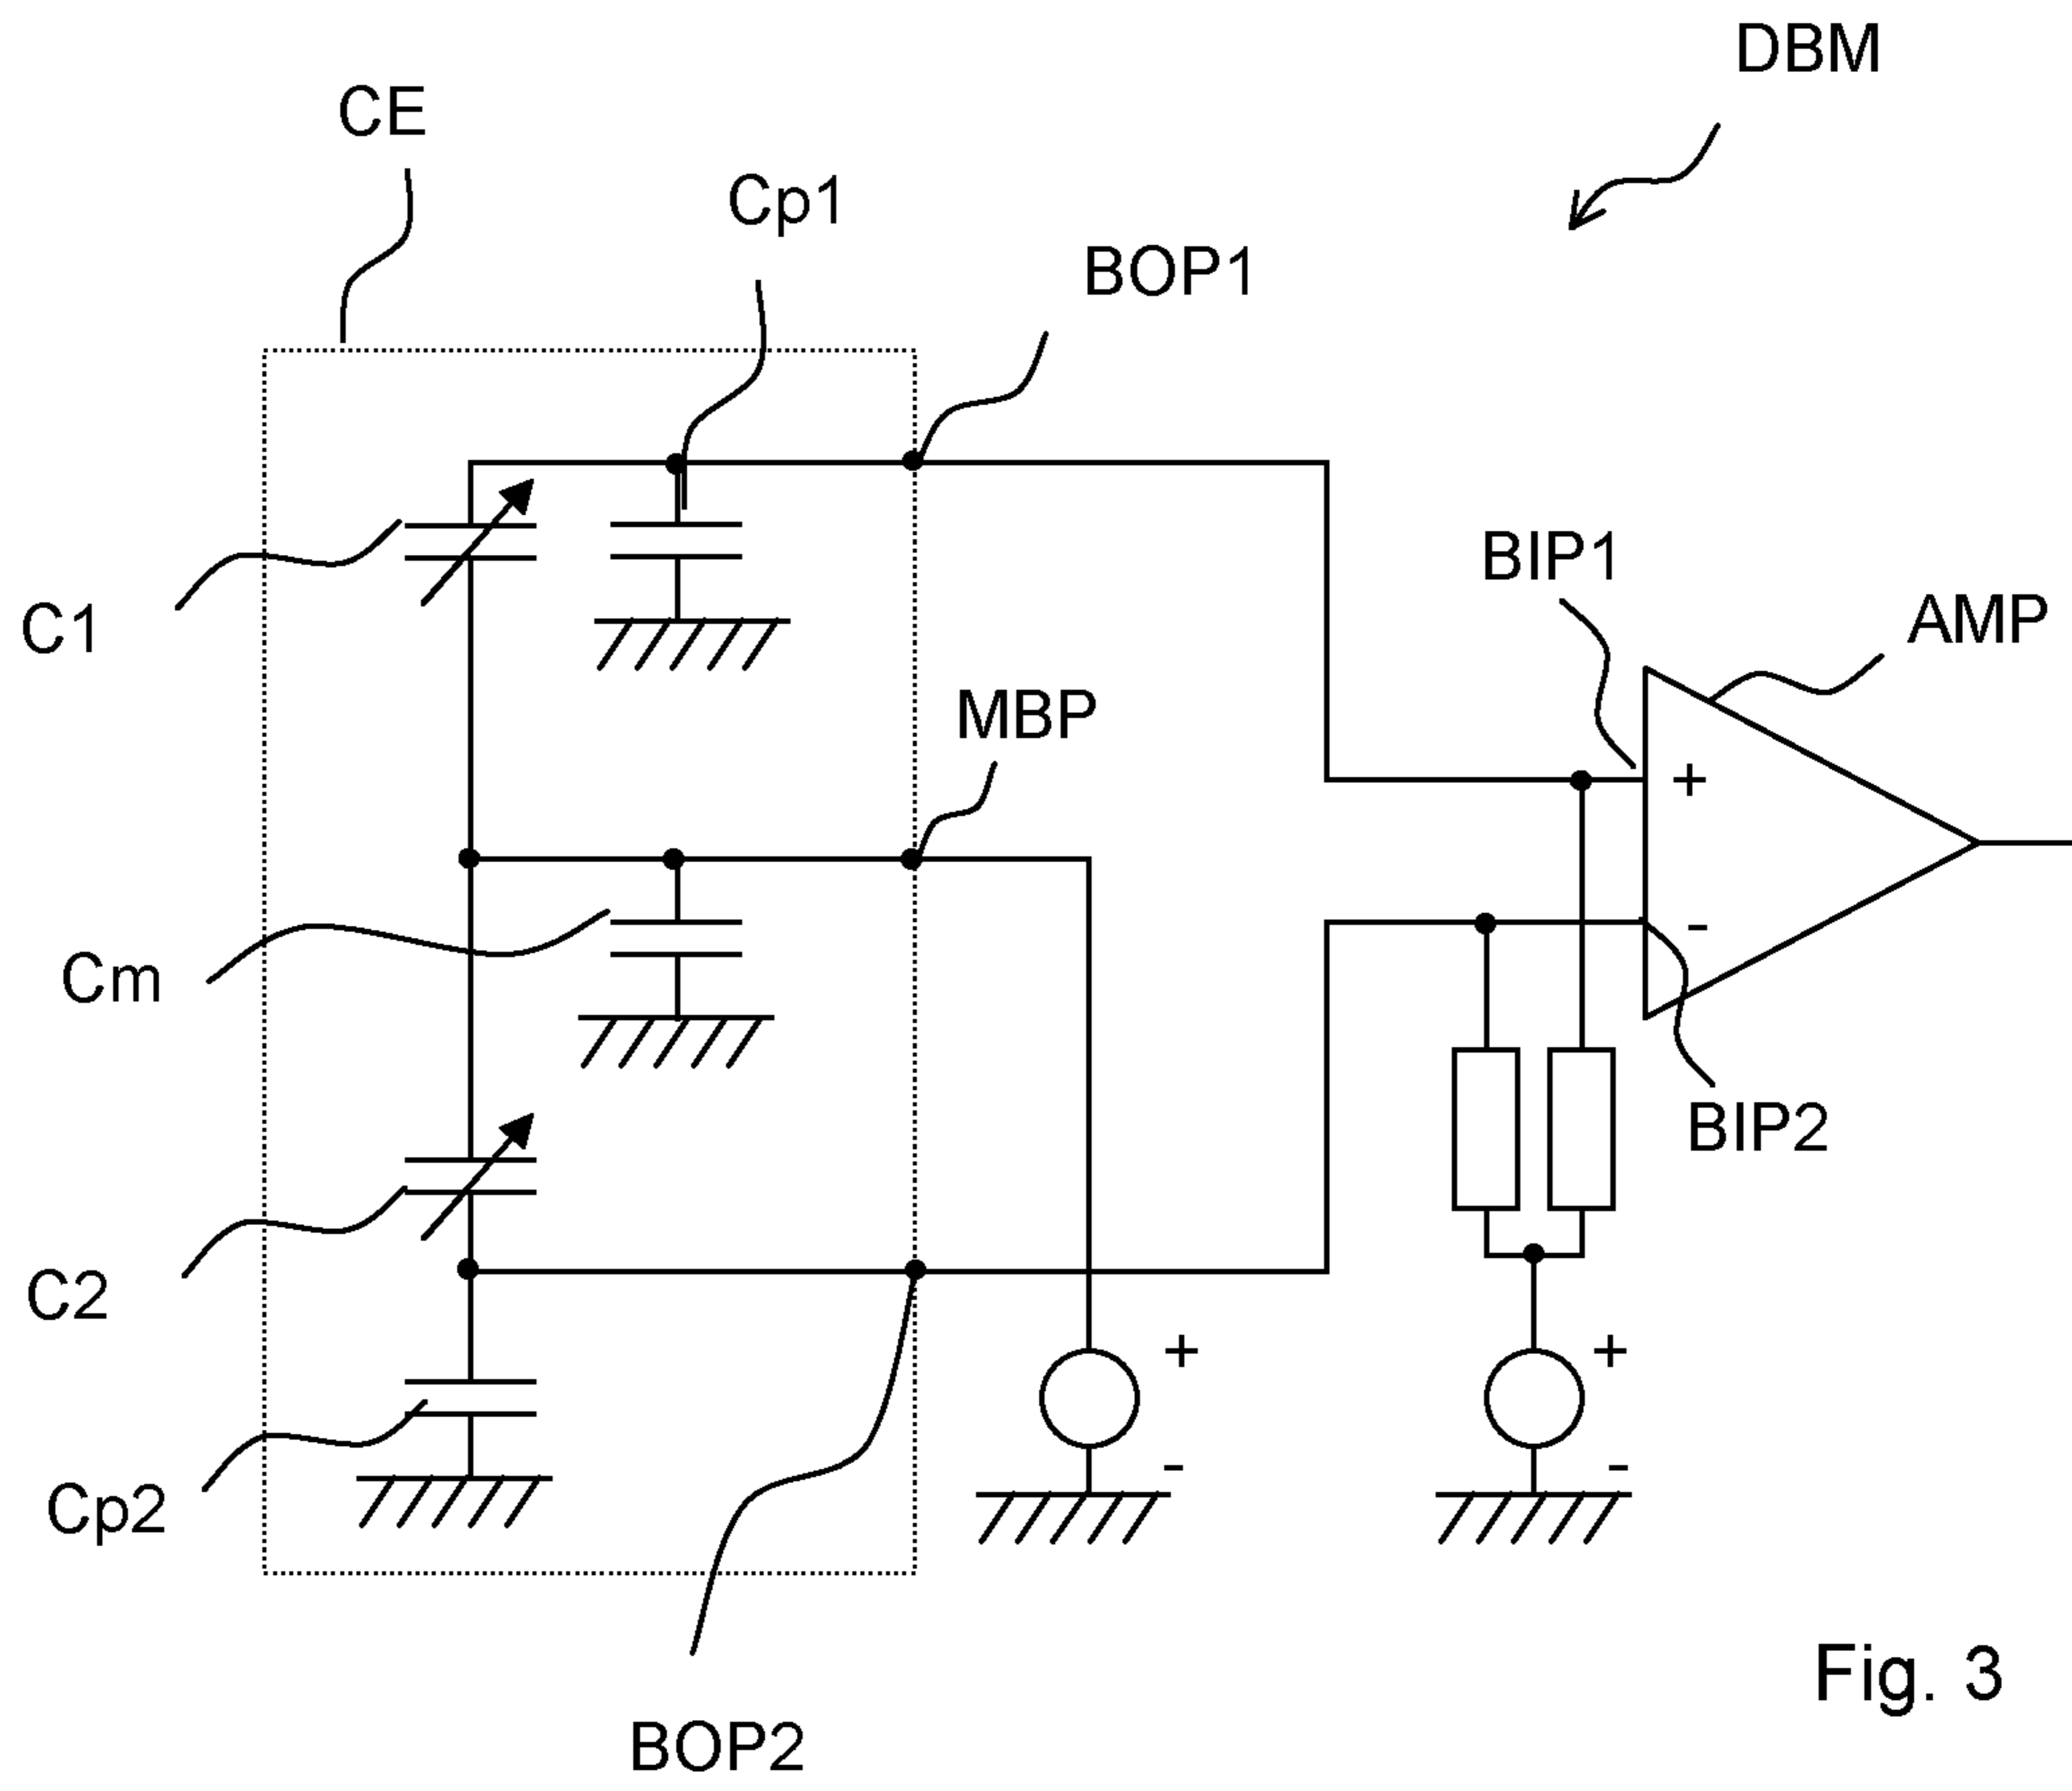 DBM
CE
Cp1
BOP1
BIP1
AMP
C1
MBP
+
-
Cm
BIP2
C2
+
+
-
-
Cp2
Fig. 3
BOP2